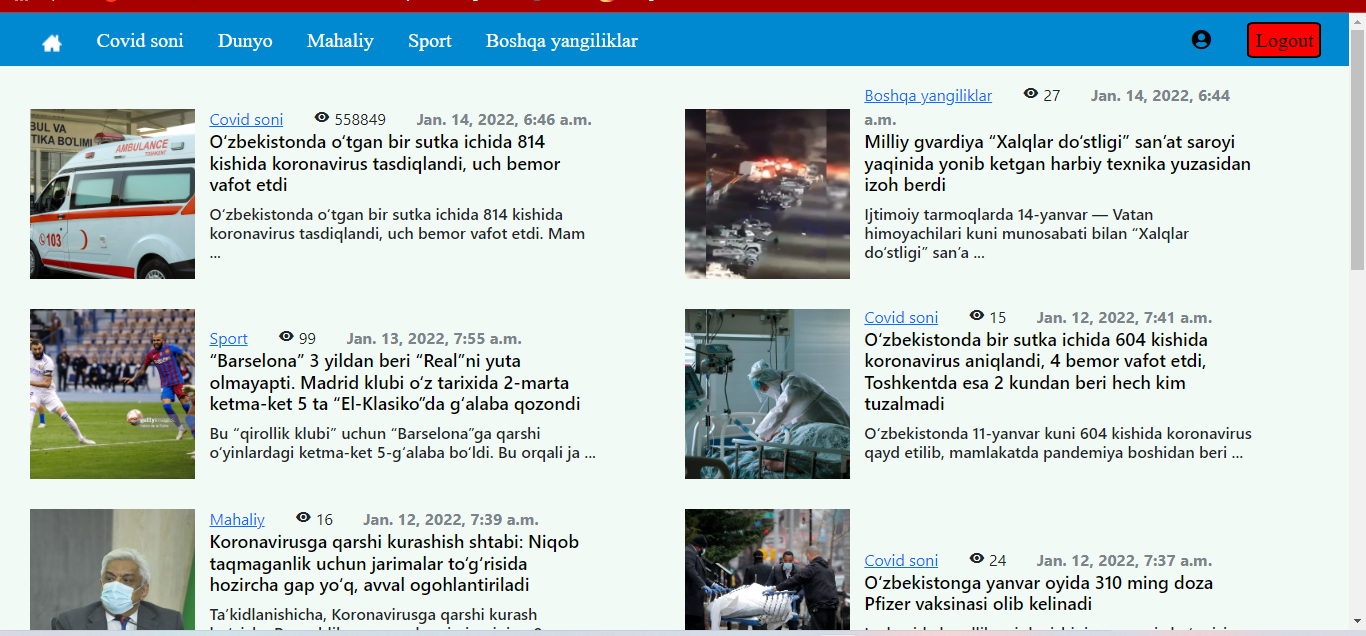 Covid soni Dunyo Mahaliy Sport Boshqa yangiliklar Logout
BUL VA
TIKA BO'LIMI
AMBULANCE
103
Covid soni 558849 Jan. 14, 2022, 6:46 a.m.
O‘zbekistonda o‘tgan bir sutka ichida 814
kishida koronavirus tasdiqlandi, uch bemor
vafot etdi
O‘zbekistonda o‘tgan bir sutka ichida 814 kishida
koronavirus tasdiqlandi, uch bemor vafot etdi. Mam
...
Boshqa yangiliklar 27 Jan. 14, 2022, 6:44
a.m.
Milliy gvardiya “Xalqlar do‘stligi” san’at saroyi
yaqinida yonib ketgan harbiy texnika yuzasidan
izoh berdi
Ijtimoiy tarmoqlarda 14-yanvar — Vatan
himoyachilari kuni munosabati bilan “Xalqlar
do‘stligi” san’a ...
Sport 99 Jan. 13, 2022, 7:55 a.m.
“Barselona” 3 yildan beri “Real”ni yuta
olmayapti. Madrid klubi o‘z tarixida 2-marta
ketma-ket 5 ta “El-Klasiko”da g‘alaba qozondi
Bu “qirollik klubi” uchun “Barselona”ga qarshi
o‘yinlardagi ketma-ket 5-g‘alaba bo‘ldi. Bu orqali ja ...
Covid soni 15 Jan. 12, 2022, 7:41 a.m.
O‘zbekistonda bir sutka ichida 604 kishida
koronavirus aniqlandi, 4 bemor vafot etdi,
Toshkentda esa 2 kundan beri hech kim
tuzalmadi
O‘zbekistonda 11-yanvar kuni 604 kishida koronavirus
qayd etilib, mamlakatda pandemiya boshidan beri ...
Mahaliy 16 Jan. 12, 2022, 7:39 a.m.
Koronavirusga qarshi kurashish shtabi: Niqob
taqmaganlik uchun jarimalar to‘g‘risida
hozircha gap yo‘q, avval ogohlantiriladi
Ta’kidlanishicha, Koronavirusga qarshi kurash
Covid soni 24 Jan. 12, 2022, 7:37 a.m.
O‘zbekistonga yanvar oyida 310 ming doza
Pfizer vaksinasi olib kelinadi